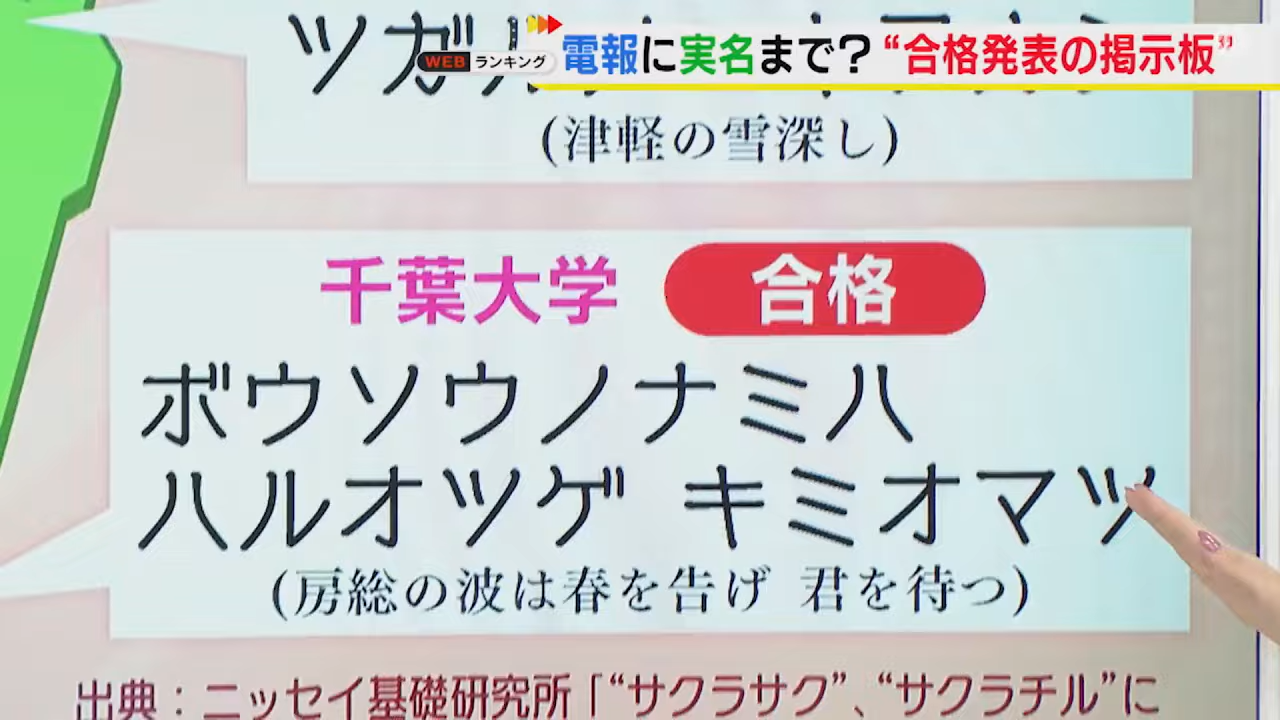 WEBランキング
電報に実名まで？“合格発表の掲示板”
(津軽の雪深し)
千葉大学 合格
ボウソウノナミハ
ハルオツゲ キミオマツ
(房総の波は春を告げ 君を待つ)
出典：ニッセイ基礎研究所「“サクラサク”、“サクラチル”に